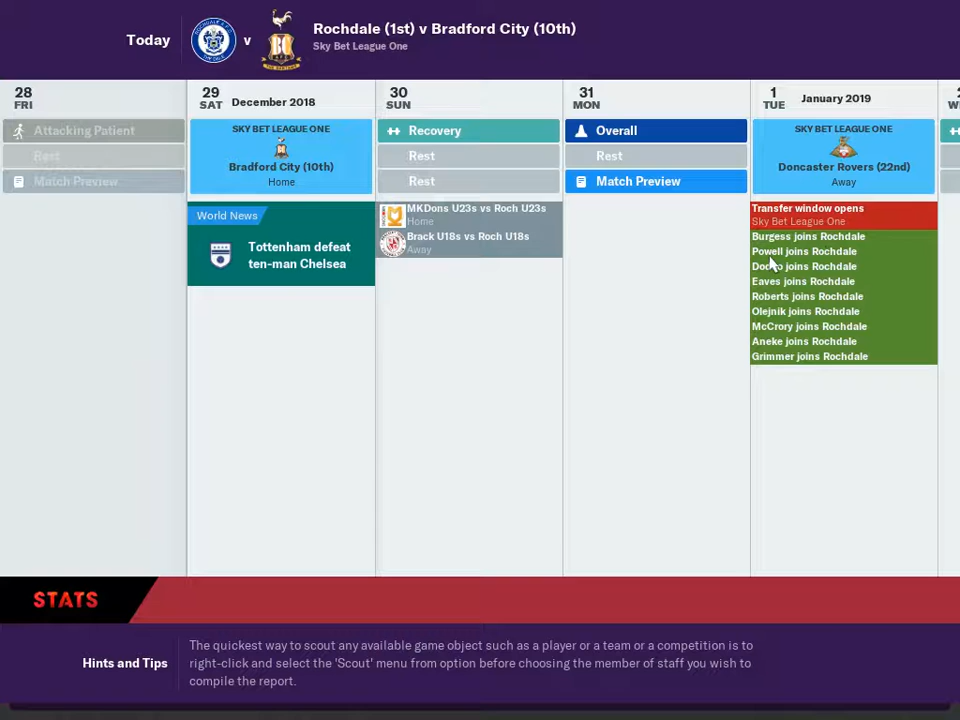 Today
v
Rochdale (1st) v Bradford City (10th)
Sky Bet League One
28
FRI
Attacking Patient
Rest
Match Preview
29
SAT
December 2018
SKY BET LEAGUE ONE
Bradford City (10th)
Home
World News
Tottenham defeat
ten-man Chelsea
30
SUN
Recovery
Rest
Rest
MKDons U23s vs Roch U23s
Home
Brack U18s vs Roch U18s
Away
31
MON
Overall
Rest
Match Preview
1
TUE
January 2019
SKY BET LEAGUE ONE
Doncaster Rovers (22nd)
Away
Transfer window opens
Sky Bet League One
Burgess joins Rochdale
Powell joins Rochdale
joins Rochdale
Eaves joins Rochdale
Roberts joins Rochdale
Olejnik joins Rochdale
McCrory joins Rochdale
Aneke joins Rochdale
Grimmer joins Rochdale
STATS
Hints and Tips
The quickest way to scout any available game object such as a player or a team or a competition is to
right-click and select the 'Scout' menu from option before choosing the member of staff you wish to
compile the report.